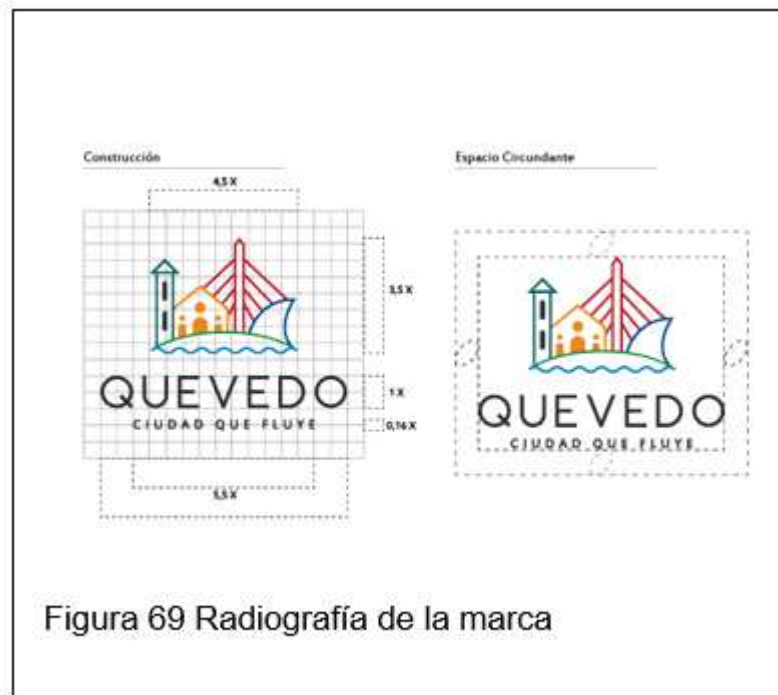 Construcción
4,5 X
3,5 X
QUEVEDO
1 X
CIUDAD QUE FLUYE
0,16 X
5,5 X
Espacio Circundante
QUEVEDO
CIUDAD QUE FLUYE
Figura 69 Radiografía de la marca